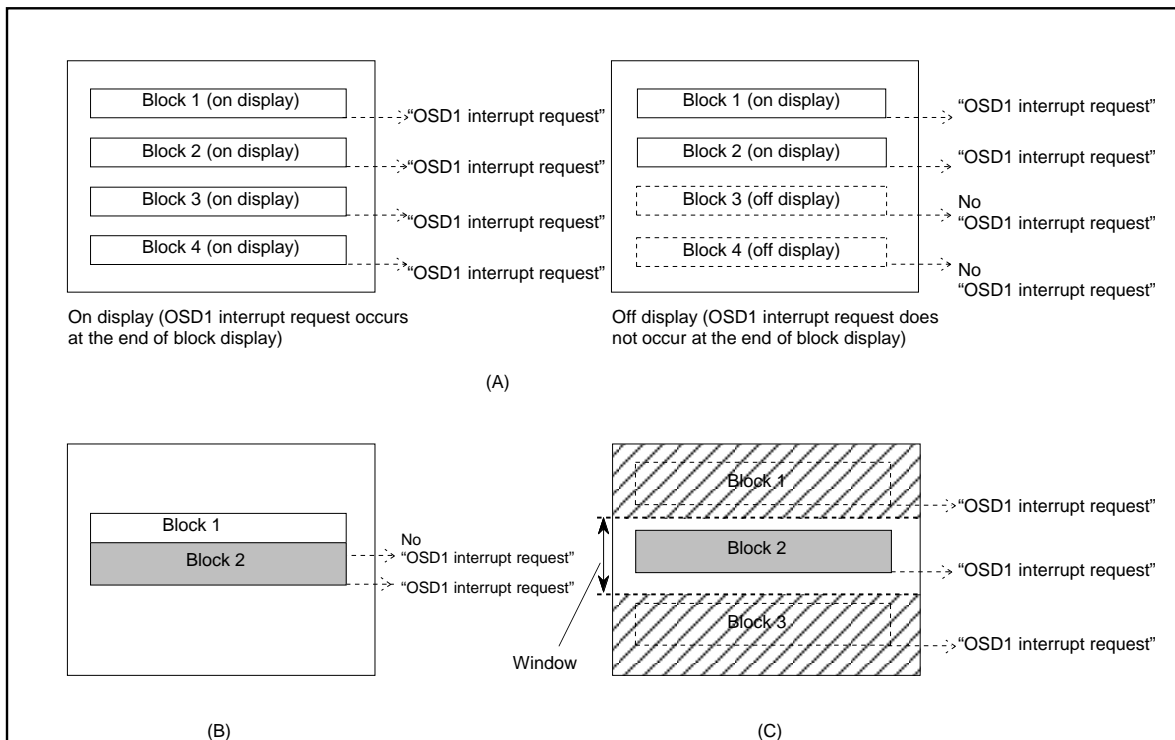 Block 1 (on display)
“OSD1 interrupt request”
Block 2 (on display)
“OSD1 interrupt request”
Block 3 (on display)
“OSD1 interrupt request”
Block 4 (on display)
“OSD1 interrupt request”
On display (OSD1 interrupt request occurs
at the end of block display)
Block 1 (on display)
“OSD1 interrupt request”
Block 2 (on display)
“OSD1 interrupt request”
Block 3 (off display)
No
“OSD1 interrupt request”
Block 4 (off display)
No
“OSD1 interrupt request”
Off display (OSD1 interrupt request does
not occur at the end of block display)
(A)
Block 1
Block 2
No
“OSD1 interrupt request”
“OSD1 interrupt request”
(B)
Block 1
“OSD1 interrupt request”
Block 2
“OSD1 interrupt request”
Block 3
“OSD1 interrupt request”
Window
(C)